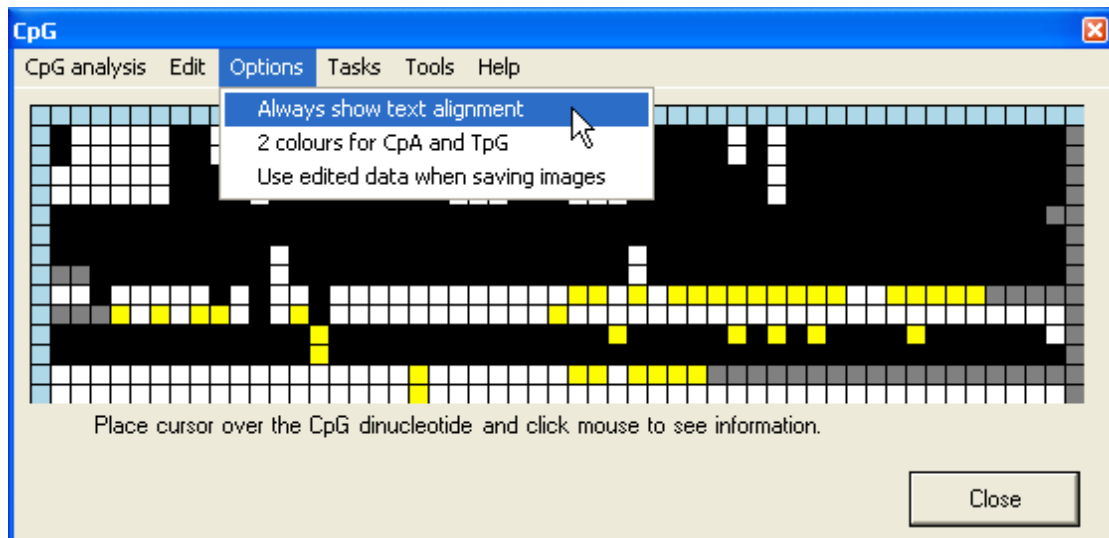 CpG
CpG analysis Edit Options Tasks Tools Help
Always show text alignment
2 colours for CpA and TpG
Use edited data when saving images
Place cursor over the CpG dinucleotide and click mouse to see information.
Close